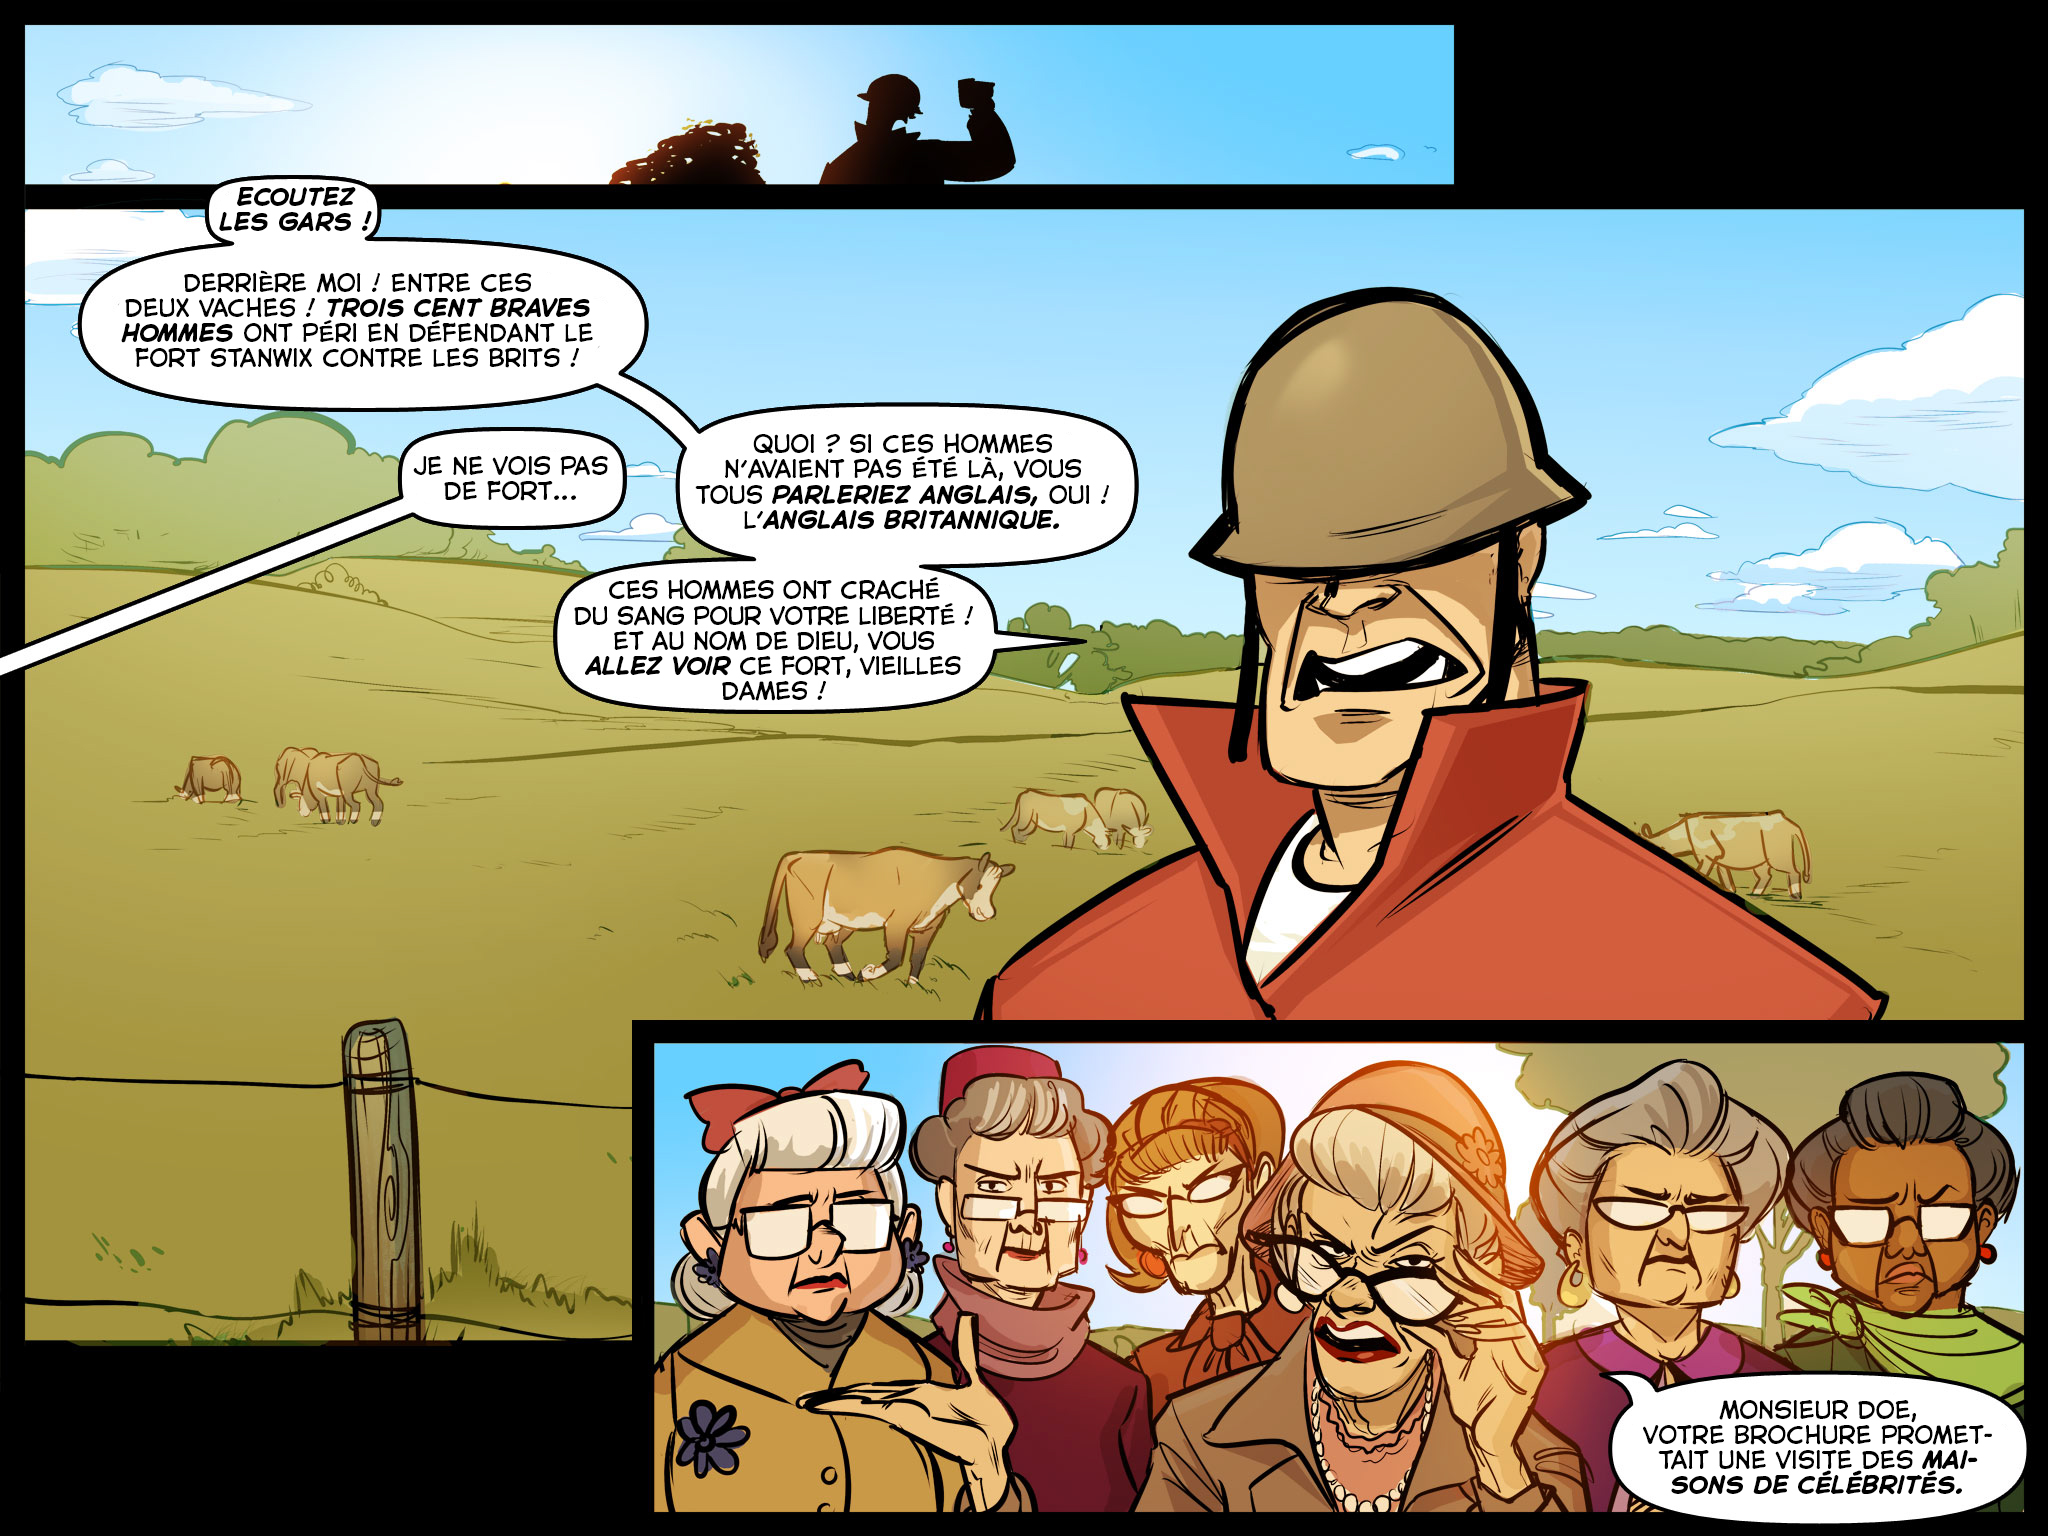 ECOUTEZ
LES GARS !
DERRIÈRE MOI ! ENTRE CES
DEUX VACHES ! TROIS CENT BRAVES
HOMMES ONT PÉRI EN DÉFENDANT LE
FORT STANWIX CONTRE LES BRITS !
JE NE VOIS PAS
DE FORT...
QUOI ? SI CES HOMMES
N'AVAIENT PAS ÉTÉ LÀ, VOUS
TOUS PARLERIEZ ANGLAIS, OUI !
L'ANGLAIS BRITANNIQUE.
CES HOMMES ONT CRACHÉ
DU SANG POUR VOTRE LIBERTÉ !
ET AU NOM DE DIEU, VOUS
ALLEZ VOIR CE FORT, VIEILLES
DAMES !
MONSIEUR DOE,
VOTRE BROCHURE PROMET-
TAIT UNE VISITE DES MAI-
SONS DE CÉLÉBRITÉS.